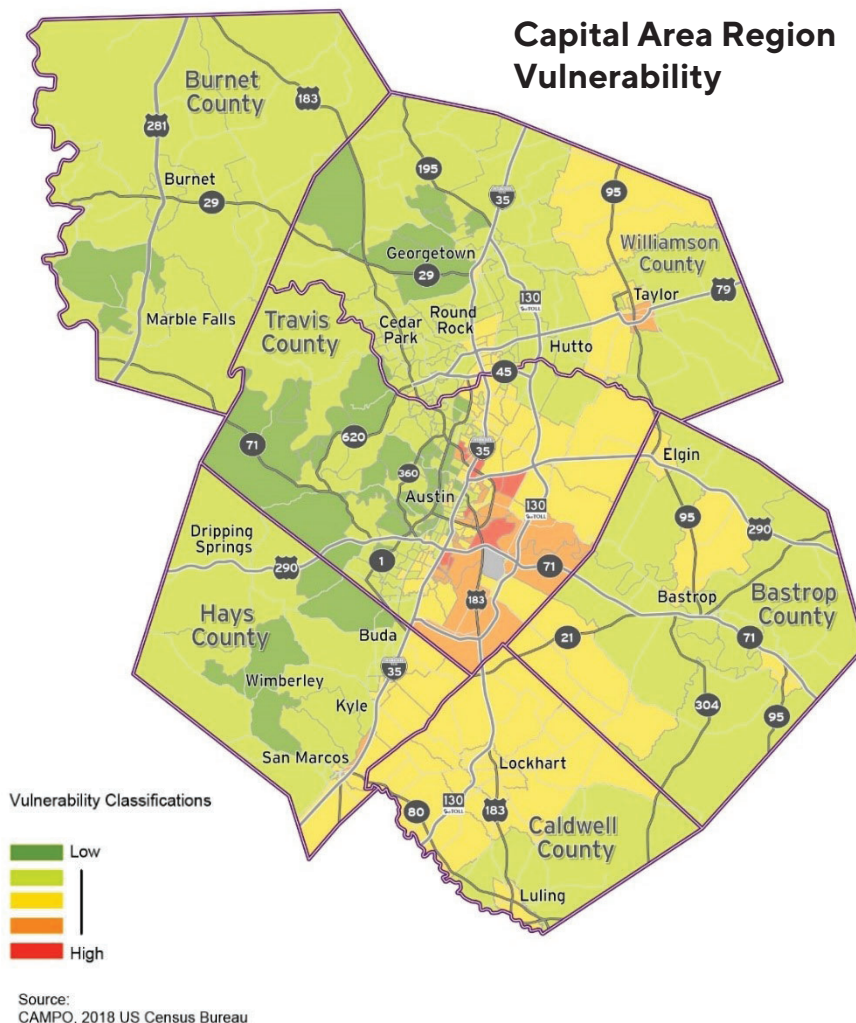 Capital Area Region
Vulnerability
Burnet
County
183
281
195
35
95
Burnet
29
Georgetown
29
Williamson
County
79
130
TOLL
Taylor
Marble Falls
Travis
County
Cedar
Park
Round
Rock
Hutto
45
620
71
35
360
Elgin
Austin
130
TOLL
95
290
Dripping
Springs
290
1
71
183
Bastrop
Bastrop
County
Hays
County
Buda
21
71
35
Wimberley
Kyle
304
95
San Marcos
Lockhart
130
TOLL
80
183
Caldwell
County
Luling
Vulnerability Classifications
Low
High
Source:
CAMPO, 2018 US Census Bureau